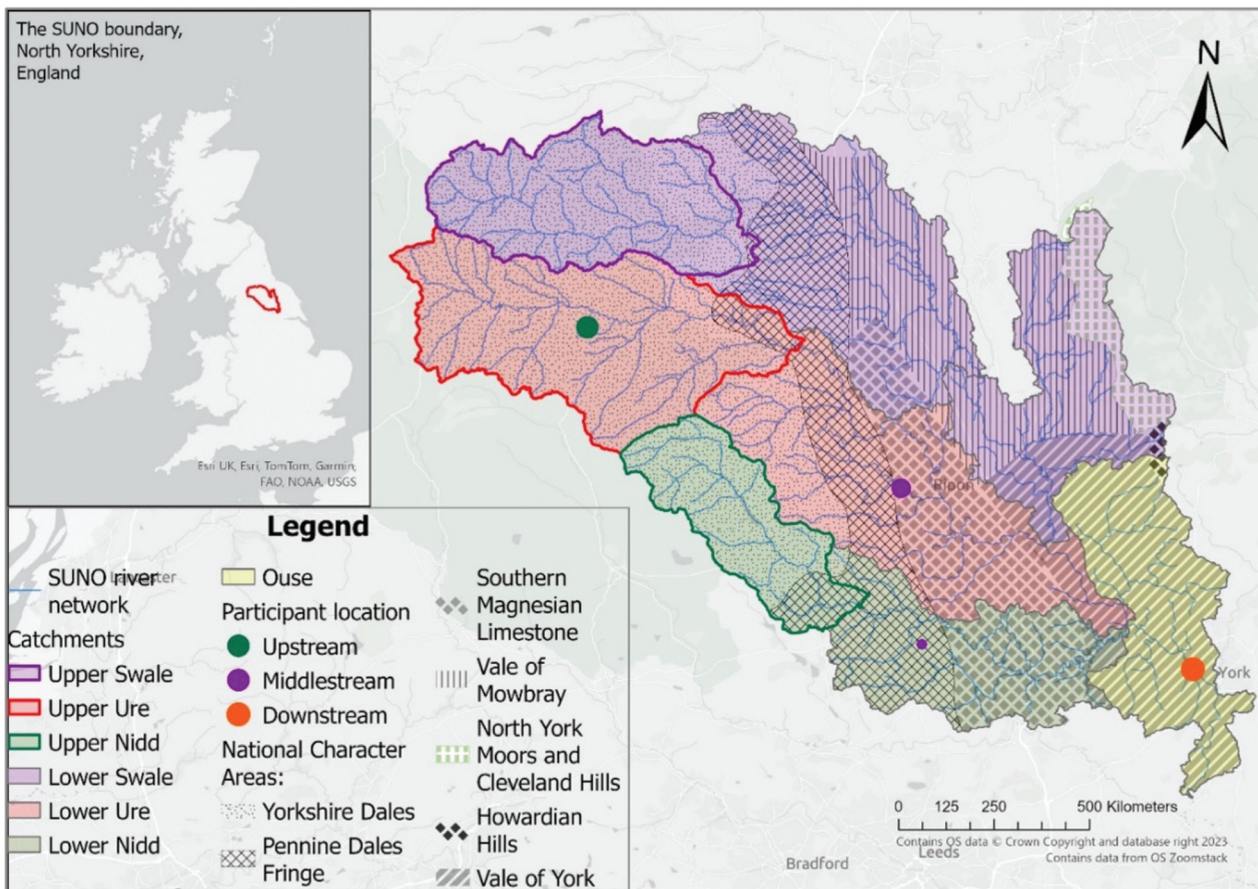 The SUNO boundary,
North Yorkshire,
England
Esri UK, Esri, TomTom, Garmin,
FAO, NOAA, USGS
N
Ripon
York
Legend
SUNO river
network
Lancaster
Catchments
Upper Swale
Upper Ure
Upper Nidd
Lower Swale
Lower Ure
Lower Nidd
Ouse
Participant location
Upstream
Middlestream
Downstream
National Character
Areas:
Yorkshire Dales
Pennine Dales
Fringe
Southern
Magnesian
Limestone
Vale of
Mowbray
North York
Moors and
Cleveland Hills
Howardian
Hills
Vale of York
0 125 250 500 Kilometers
Contains OS data © Crown Copyright and database right 2023
Contains data from OS Zoomstack
Bradford
Leeds